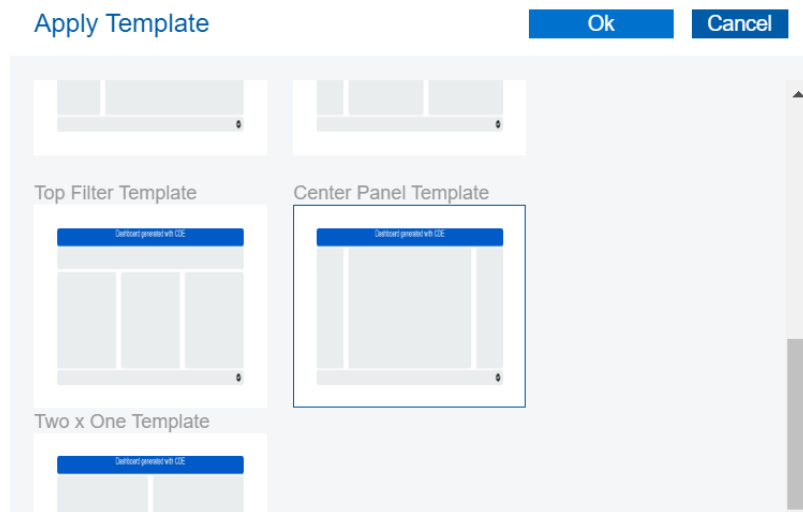 Apply Template
Ok
Cancel
Top Filter Template
Center Panel Template
Dashboard generated with CDE
Dashboard generated with CDE
Two x One Template
Dashboard generated with CDE